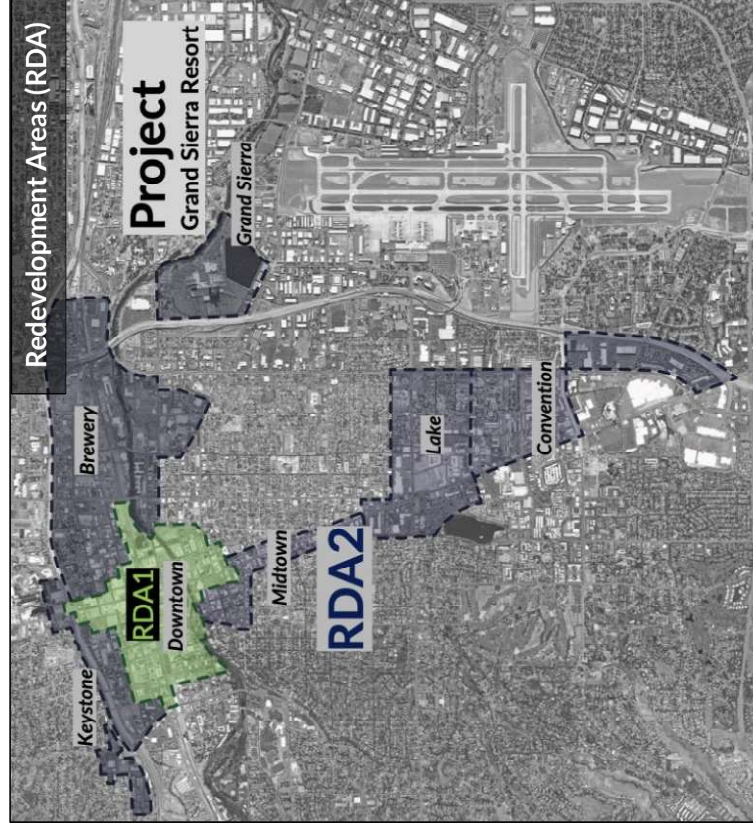 Redevelopment Areas (RDA)
Project
Grand Sierra Resort
Grand Sierra
Brewery
Keystone
RDA1
Downtown
Midtown
RDA2
Lake
Convention